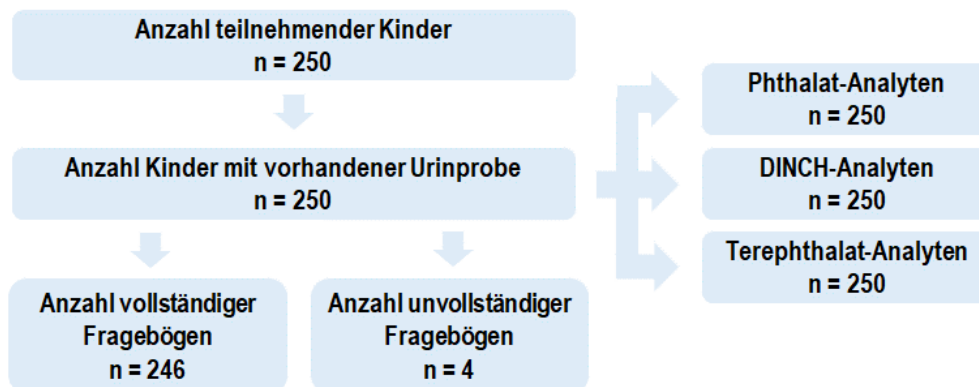 Anzahl teilnehmender Kinder
n = 250
Anzahl Kinder mit vorhandener Urinprobe
n = 250
Anzahl vollständiger
Fragebögen
n = 246
Anzahl unvollständiger
Fragebögen
n = 4
Phthalat-Analyten
n = 250
DINCH-Analyten
n = 250
Terephthalat-Analyten
n = 250